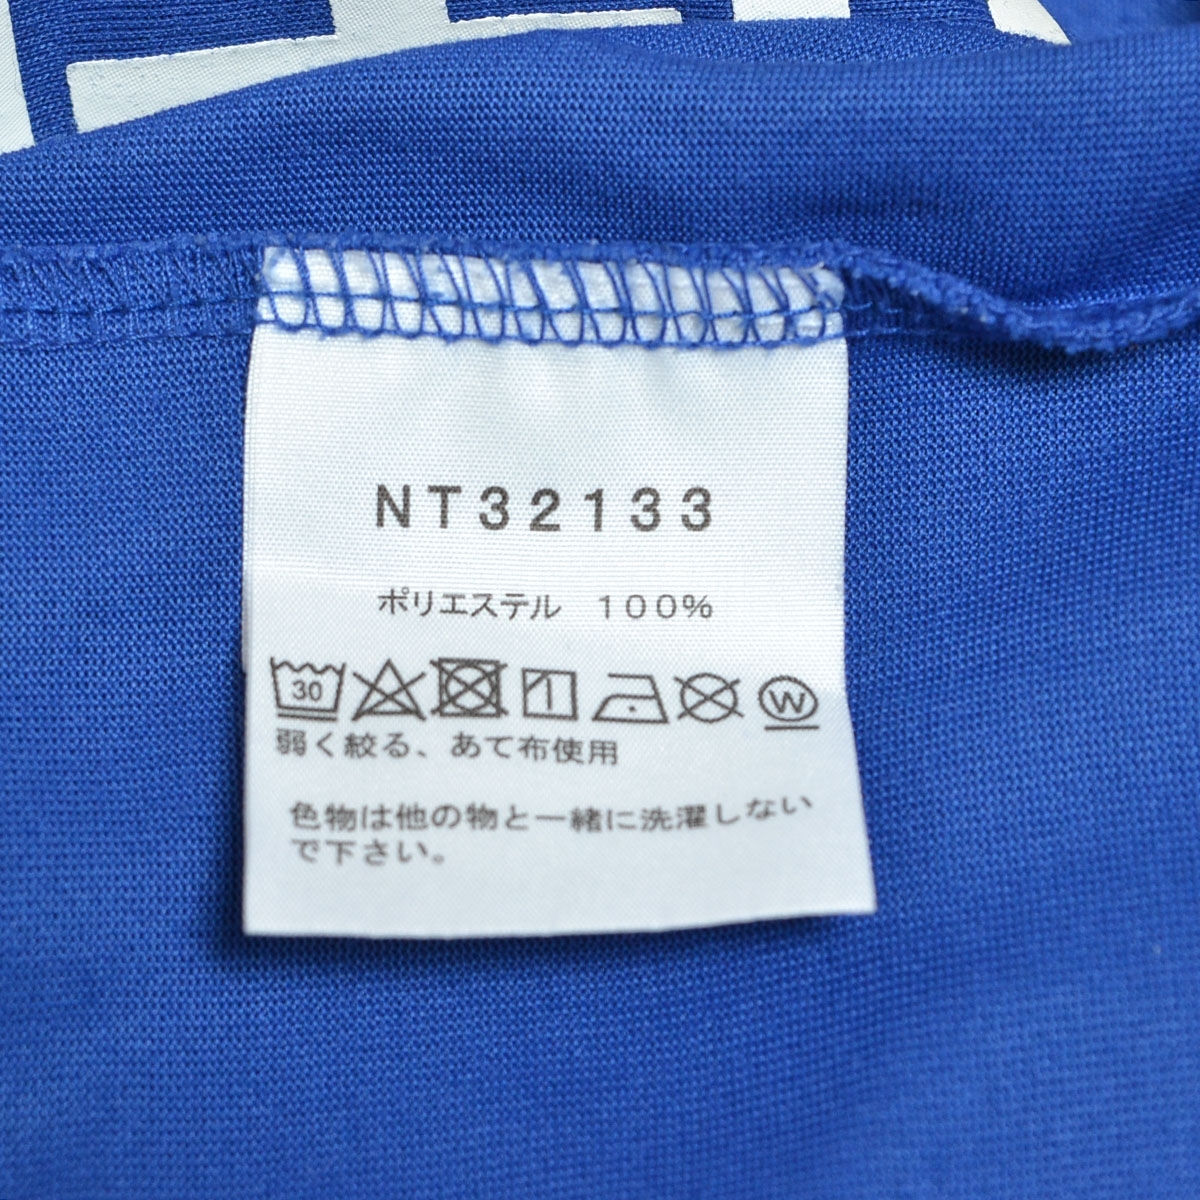 NT32133
ポリエステル 100%
30 W
弱く絞る、あて布使用
色物は他の物と一緒に洗濯しない
で下さい。